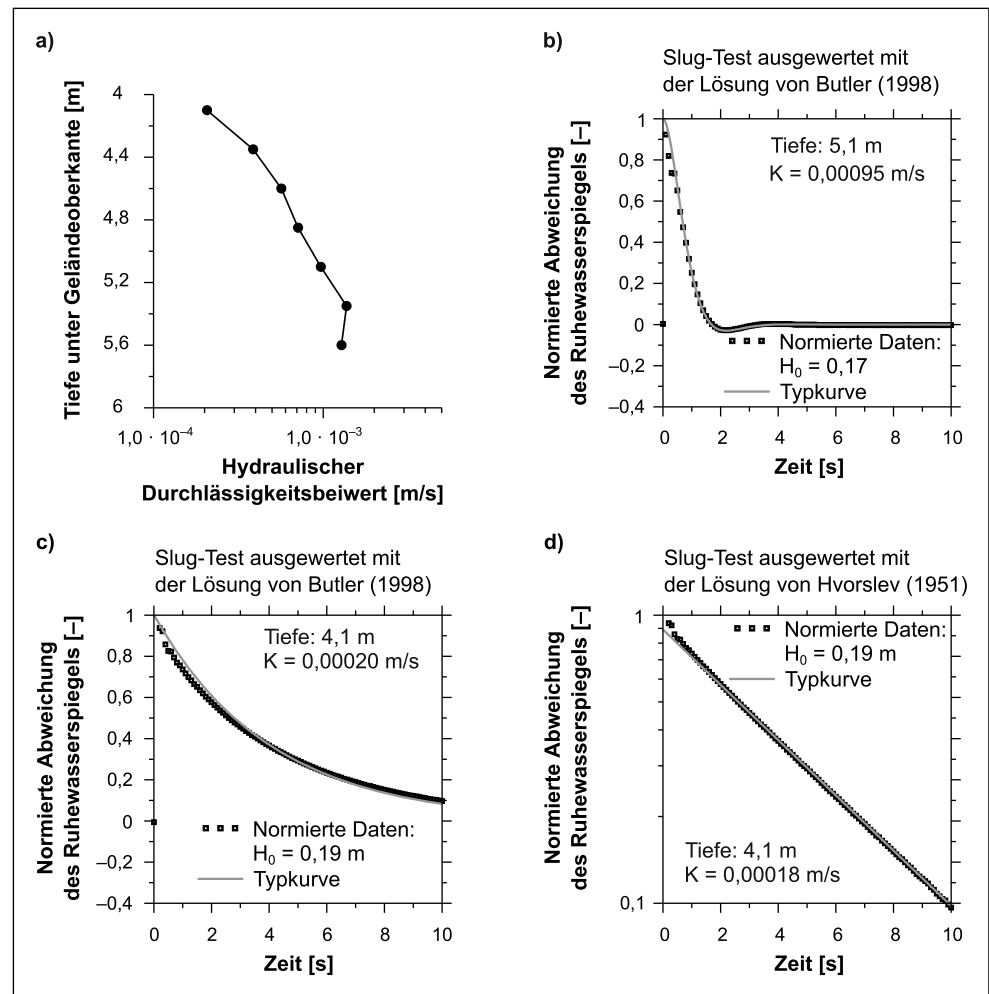 a)
Tiefe unter Geländeoberkante [m]
4
4,4
4,8
5,2
5,6
6
1,0 · 10⁻⁴
1,0 · 10⁻³
Hydraulischer
Durchlässigkeitsbeiwert [m/s]
b)
Slug-Test ausgewertet mit
der Lösung von Butler (1998)
Normierte Abweichung
des Ruhewasserspiegels [–]
1
0,8
0,6
0,4
0,2
0
–0,2
–0,4
Tiefe: 5,1 m
K = 0,00095 m/s
Normierte Daten:
H₀ = 0,17
Typkurve
0 2 4 6 8 10
Zeit [s]
c)
Slug-Test ausgewertet mit
der Lösung von Butler (1998)
Normierte Abweichung
des Ruhewasserspiegels [–]
1
0,8
0,6
0,4
0.2
0
–0,2
–0,4
Tiefe: 4,1 m
K = 0,00020 m/s
Normierte Daten:
H₀ = 0,19 m
Typkurve
0 2 4 6 8 10
Zeit [s]
d)
Slug-Test ausgewertet mit
der Lösung von Hvorslev (1951)
Normierte Abweichung
des Ruhewasserspiegels [–]
1
0,1
Normierte Daten:
H₀ = 0,19 m
Typkurve
Tiefe: 4,1 m
K = 0,00018 m/s
0 2 4 6 8 10
Zeit [s]